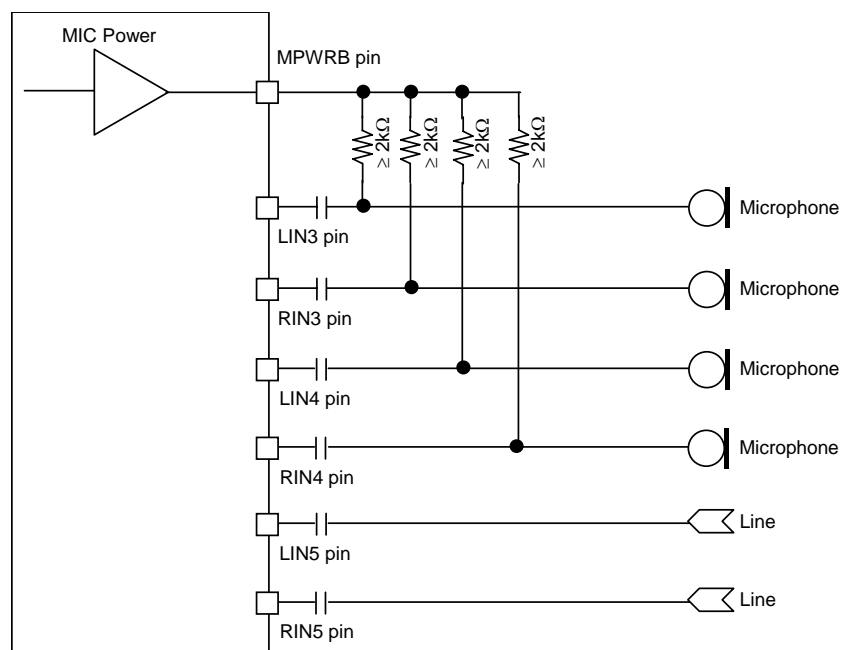 MIC Power
MPWRB pin
≥ 2kΩ
≥ 2kΩ
≥ 2kΩ
≥ 2kΩ
LIN3 pin
Microphone
RIN3 pin
Microphone
LIN4 pin
Microphone
RIN4 pin
Microphone
LIN5 pin
Line
RIN5 pin
Line